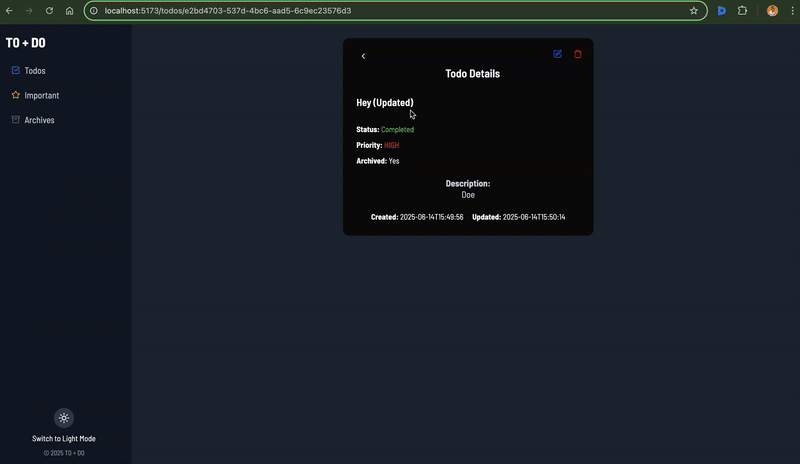 localhost:5173/todos/e2bd4703-537d-4bc6-aad5-6c9ec23576d3
TO + DO
Todos
Important
Archives
Todo Details
Hey (Updated)
Status: Completed
Priority: HIGH
Archived: Yes
Description:
Doe
Created: 2025-06-14T15:49:56 Updated: 2025-06-14T15:50:14
Switch to Light Mode
© 2025 TO + DO